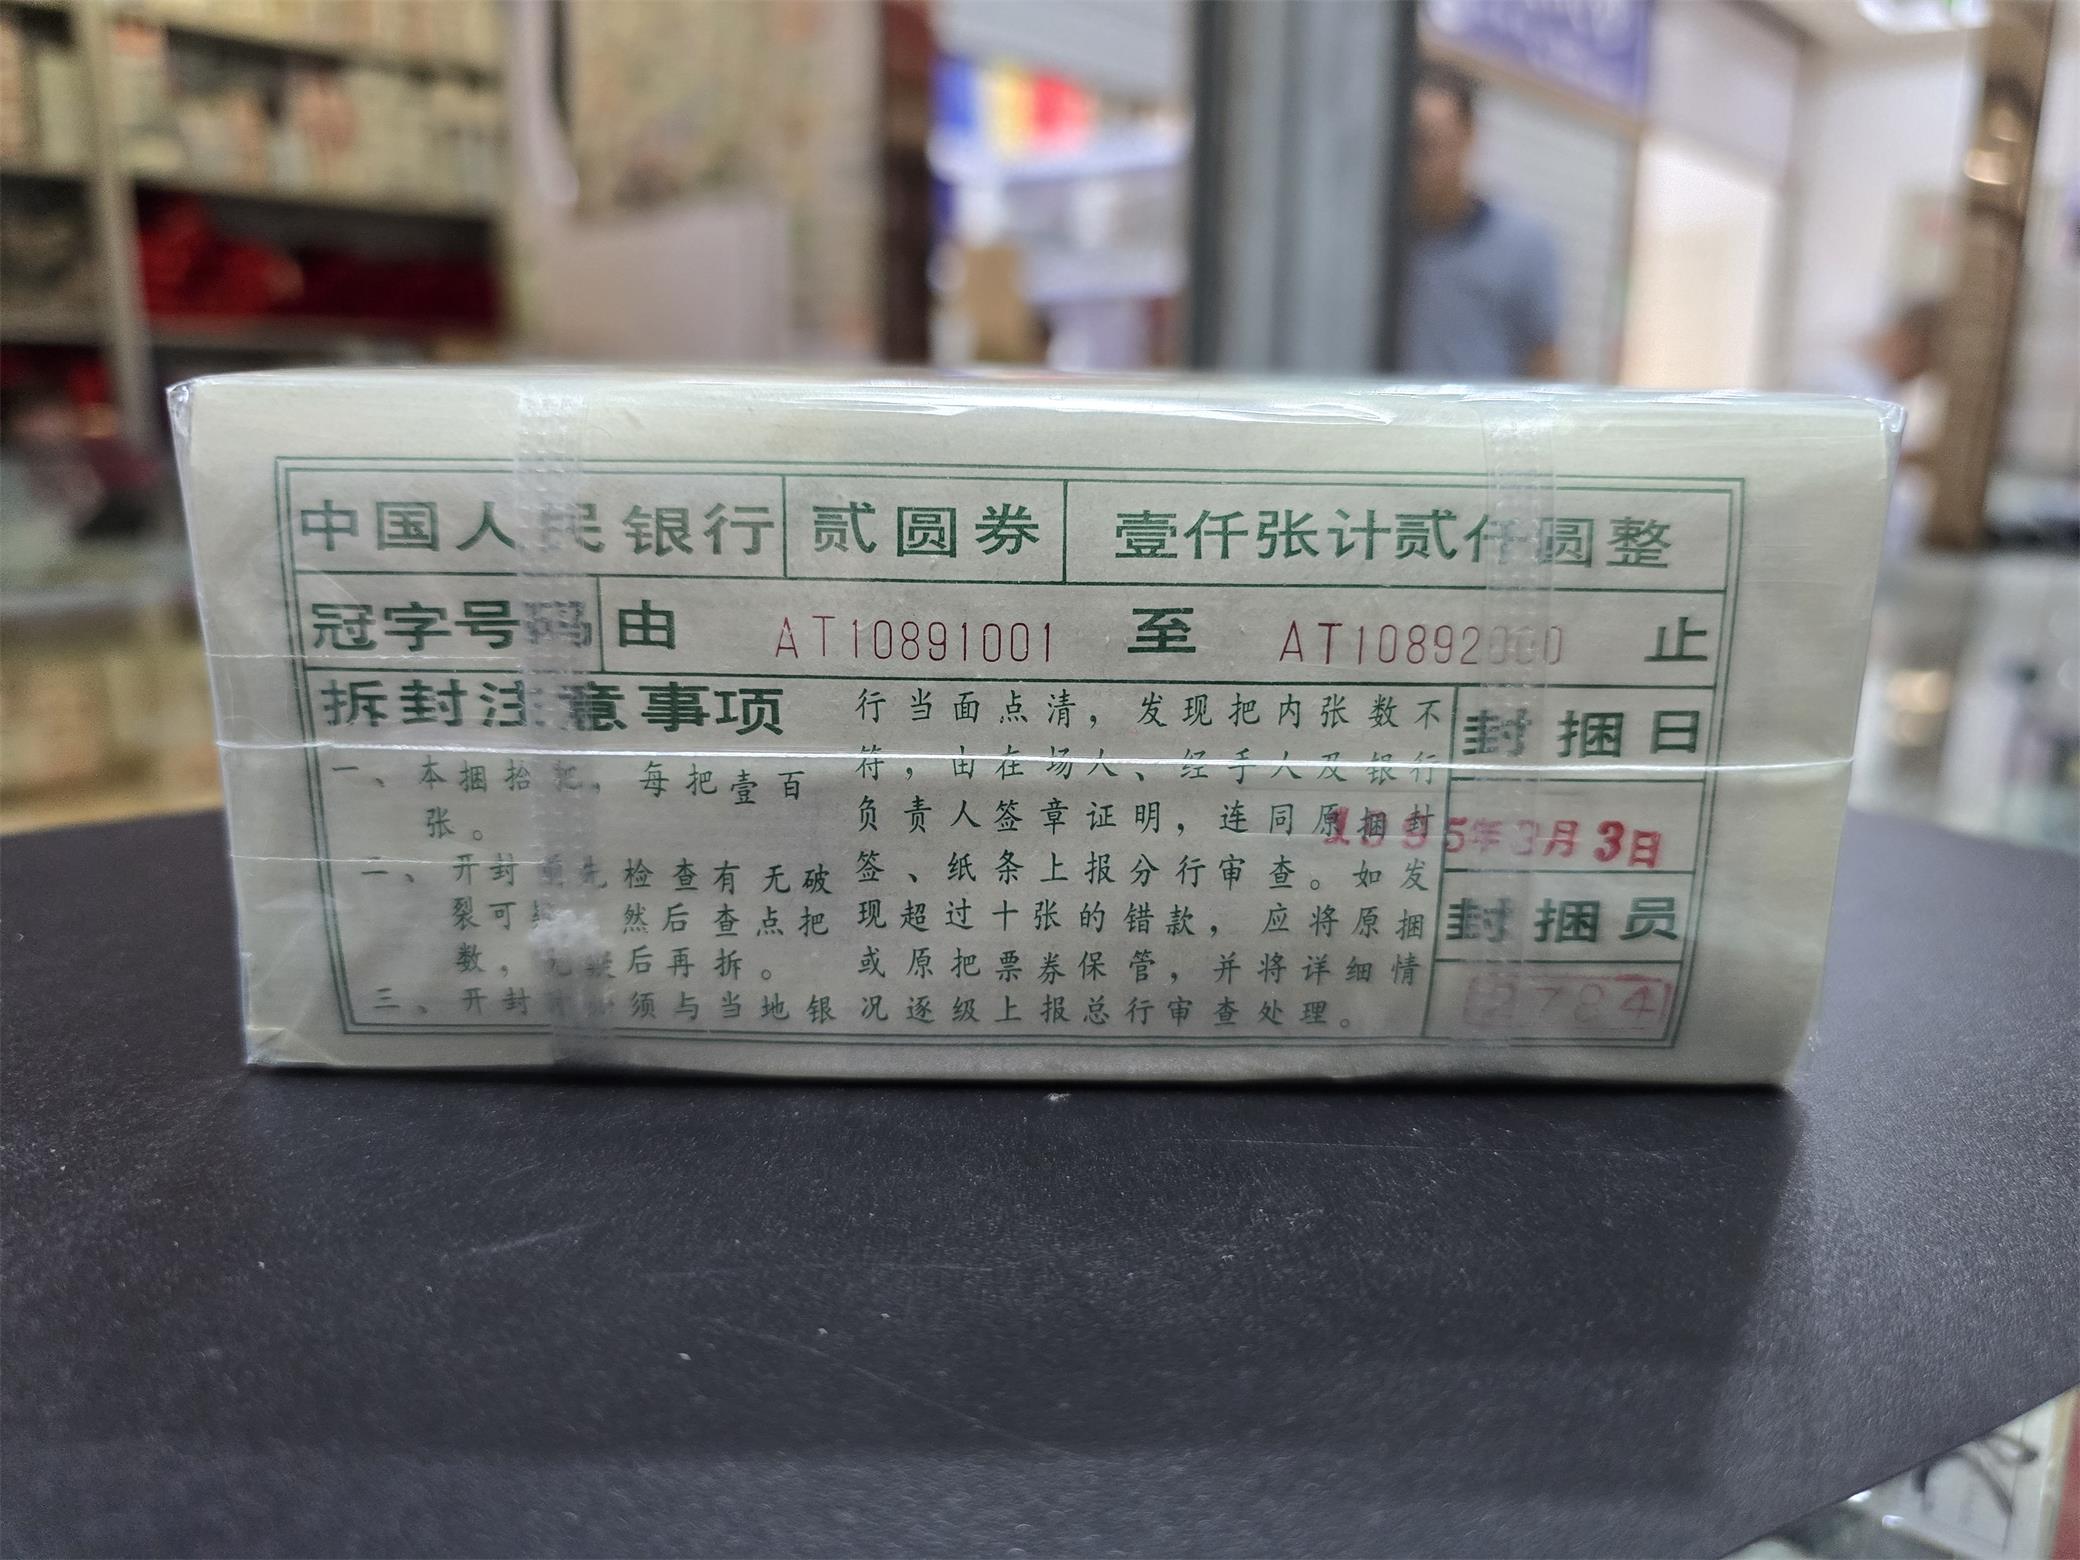 中国人民银行 贰圆券 壹仟张计贰仟圆整
冠字号码 由 AT10891001 至 AT10892000 止
拆封注意事项
一、本捆拾把，每把壹百
张。
二、开封前先检查有无破
裂可疑，然后查点把
数，无疑后再拆。
三、开封时必须与当地银
行当面点清，发现把内张数不
符，由在场人、经手人及银行
负责人签章证明，连同原捆封
签、纸条上报分行审查。如发
现超过十张的错款，应将原捆
或原把票券保管，并将详细情
况逐级上报总行审查处理。
封捆日
1995年3月3日
封捆员
2784